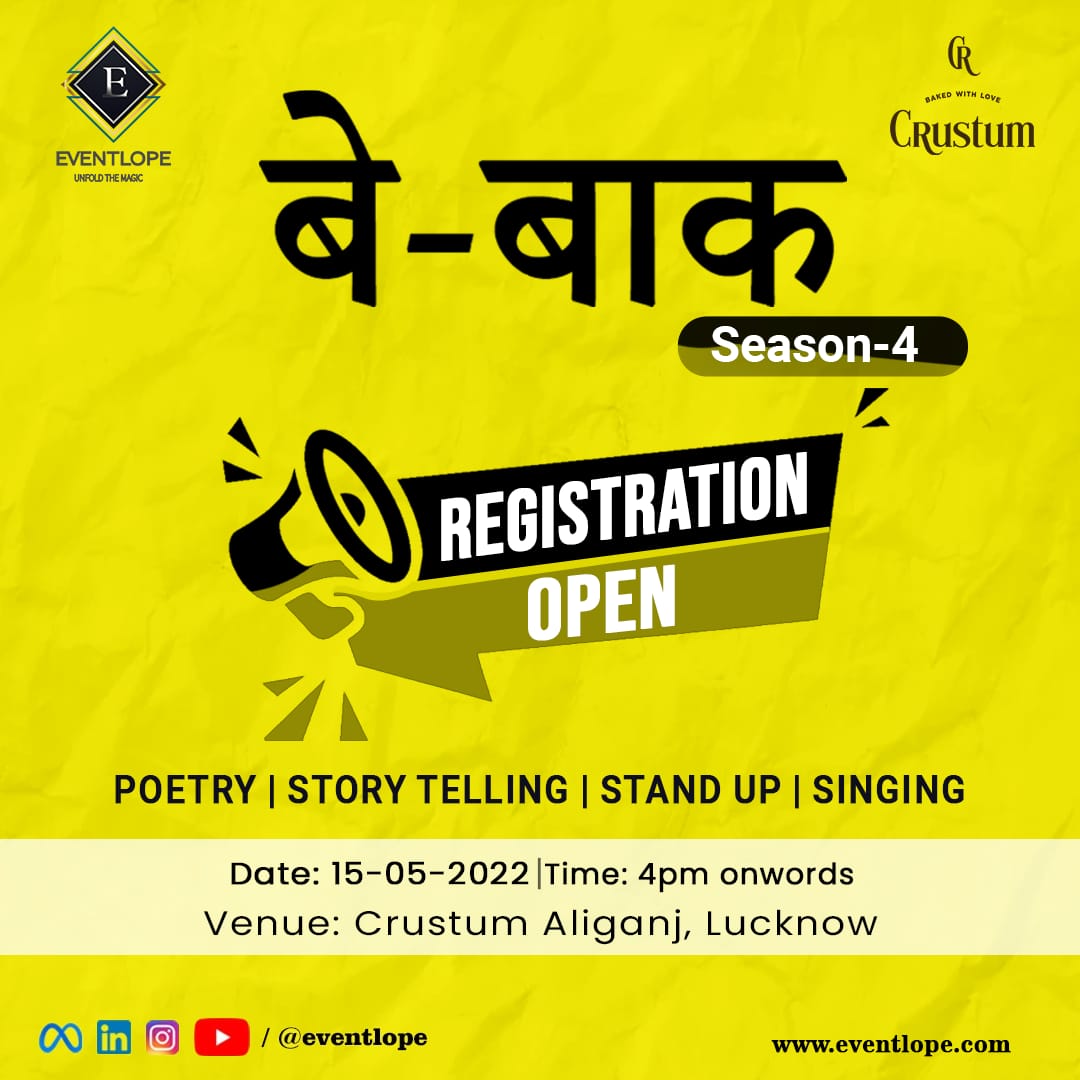 E
EVENTLOPE
UNFOLD THE MAGIC
CR
BAKED WITH LOVE
CRUSTUM
बे-बाक
Season-4
REGISTRATION
OPEN
POETRY | STORY TELLING | STAND UP | SINGING
Date: 15-05-2022 | Time: 4pm onwords
Venue: Crustum Aliganj, Lucknow
in / @eventlope
www.eventlope.com